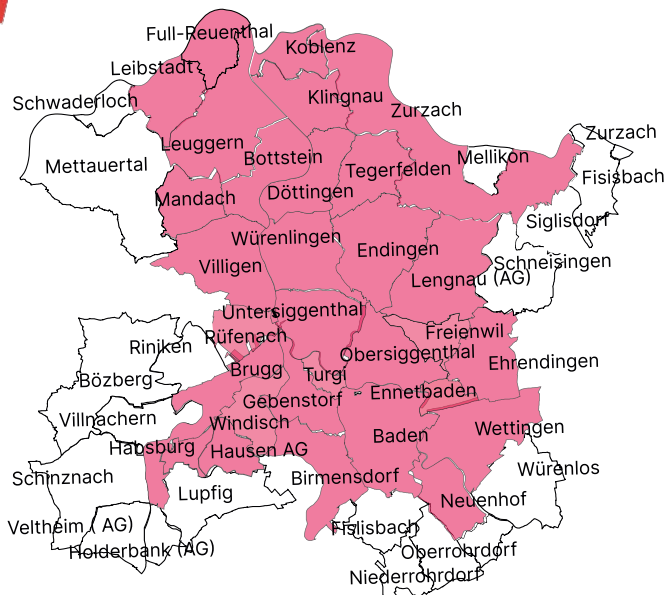 Full-Reuenthal
Koblenz
Leibstadt
Schwaderloch
Klingnau
Zurzach
Zurzach
Leuggern
Mettauertal
Bottstein
Mellikon
Tegerfelden
Fisisbach
Mandach
Döttingen
Siglisdorf
Würenlingen
Endingen
Villigen
Schneisingen
Lengnau (AG)
Untersiggenthal
Freienwil
Rüfenach
Riniken
Obersiggenthal
Ehrendingen
Brugg
Turgi
Bözberg
Ennetbaden
Gebenstorf
Villnachern
Windisch
Wettingen
Baden
Habsburg
Hausen AG
Würenlos
Schinznach
Birmensdorf
Lupfig
Neuenhof
Veltheim ( AG)
Fislisbach
Holderbank (AG)
Oberrohrdorf
Niederrohrdorf